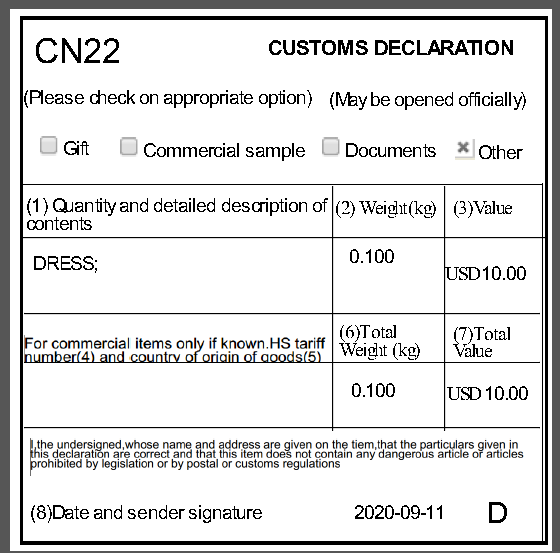 CN22
CUSTOMS DECLARATION
(Please check on appropriate option) (May be opened officially)
Gift Commercial sample Documents Other
(1) Quantity and detailed description of contents
(2) Weight(kg)
(3)Value
DRESS;
0.100
USD10.00
For commercial items only if known.HS tariff
number(4) and country of origin of goods(5)
(6)Total
Weight (kg)
(7)Total
Value
0.100
USD 10.00
I,the undersigned,whose name and address are given on the tiem,that the particulars given in
this declaration are correct and that this item does not contain any dangerous article or articles
prohibited by legislation or by postal or customs regulations
(8)Date and sender signature 2020-09-11 D